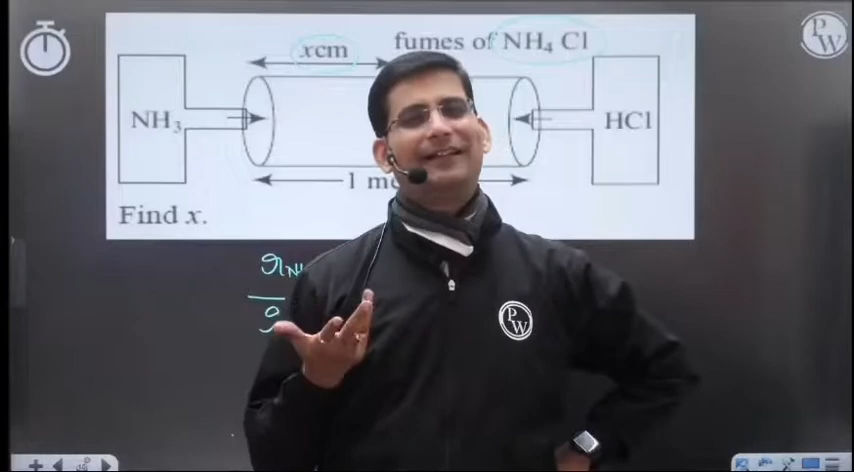 xcm
fumes of NH₄ Cl
NH₃
HCl
Find x.
P
W
P
W